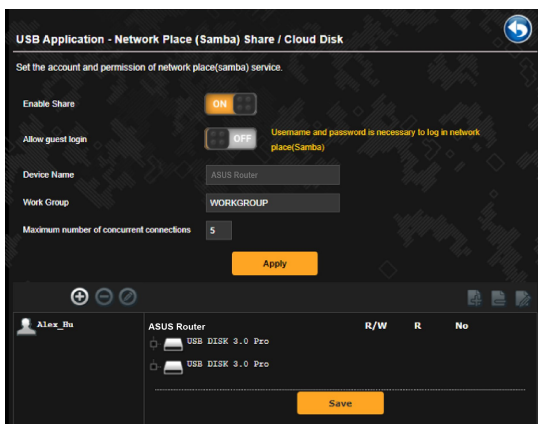 USB Application - Network Place (Samba) Share / Cloud Disk
Set the account and permission of network place(samba) service.
Enable Share
ON
Allow guest login
OFF
Username and password is necessary to log in network
place(Samba)
Device Name
ASUS Router
Work Group
WORKGROUP
Maximum number of concurrent connections
5
Apply
Alex_Hu
ASUS Router R/W R No
USB DISK 3.0 Pro
USB DISK 3.0 Pro
Save